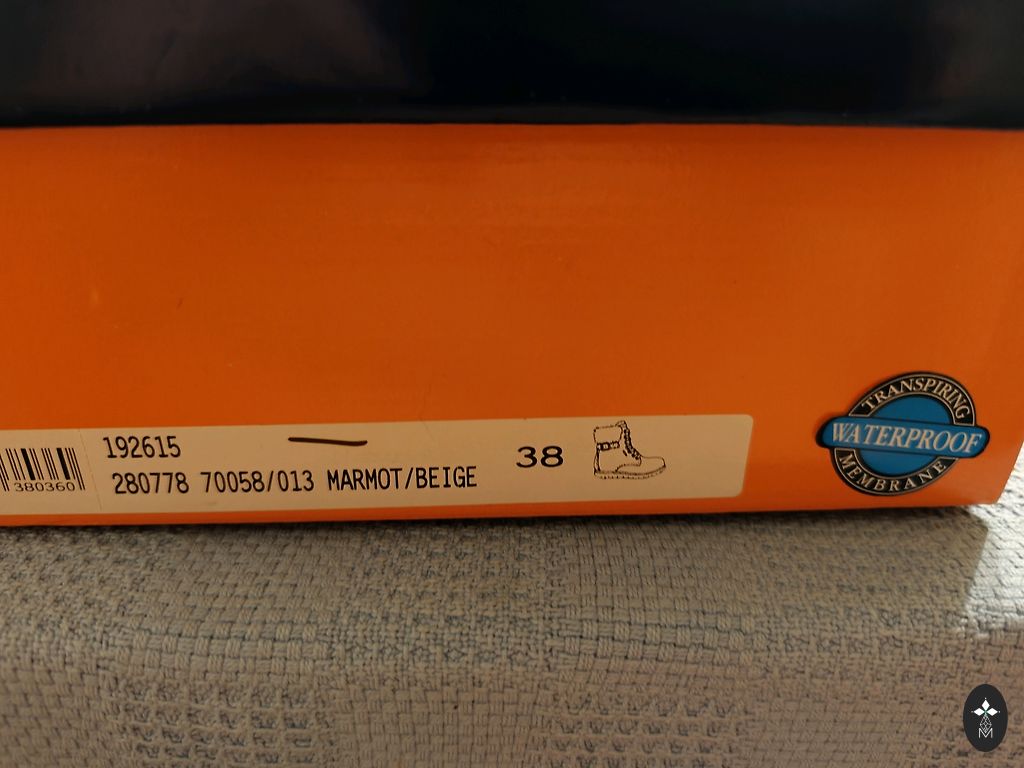 192615
280778 70058/013 MARMOT/BEIGE
38
380360
TRANSPIRING
WATERPROOF
MEMBRANE
M